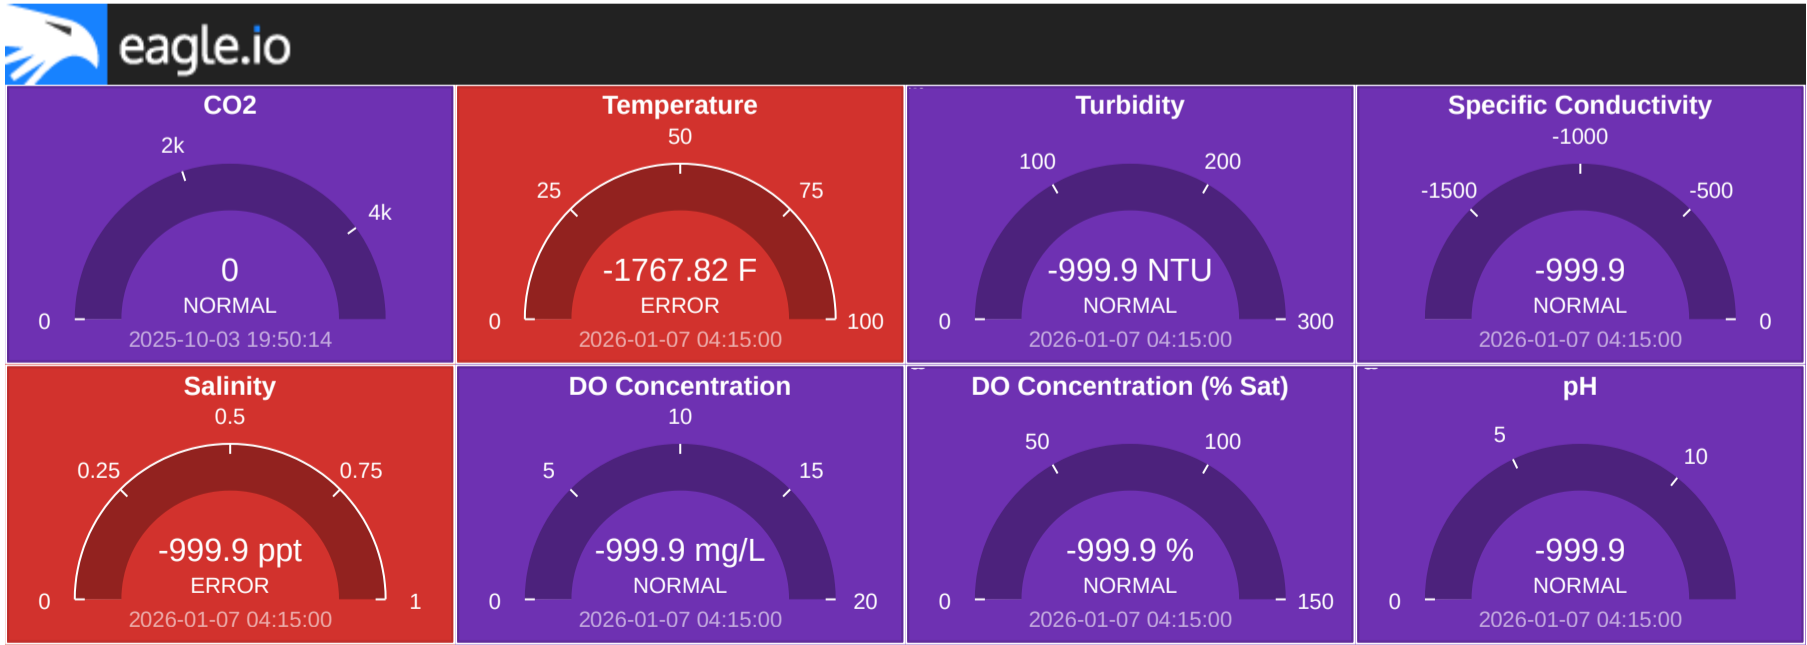 eagle.io
CO2
2k
4k
0
NORMAL
0
2025-10-03 19:50:14
Temperature
50
25
75
-1767.82 F
ERROR
0
100
2026-01-07 04:15:00
Turbidity
100
200
-999.9 NTU
NORMAL
0
300
2026-01-07 04:15:00
Specific Conductivity
-1000
-1500
-500
-999.9
NORMAL
0
2026-01-07 04:15:00
Salinity
0.5
0.25
0.75
-999.9 ppt
ERROR
0
1
2026-01-07 04:15:00
DO Concentration
10
5
15
-999.9 mg/L
NORMAL
0
20
2026-01-07 04:15:00
DO Concentration (% Sat)
50
100
-999.9 %
NORMAL
0
150
2026-01-07 04:15:00
pH
5
10
-999.9
NORMAL
0
2026-01-07 04:15:00